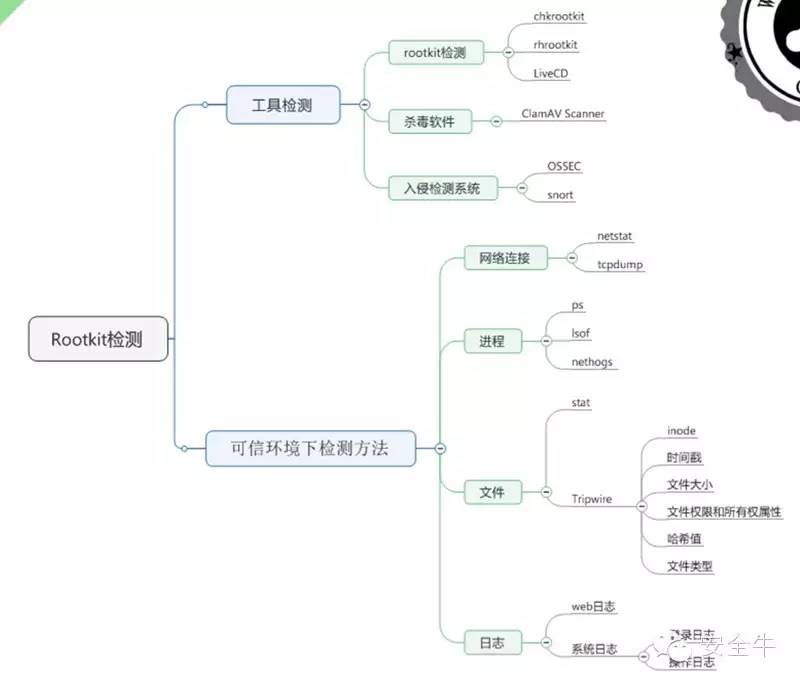 chkrootkit
rootkit检测
rhrootkit
LiveCD
工具检测
杀毒软件
ClamAV Scanner
入侵检测系统
OSSEC
snort
网络连接
netstat
tcpdump
Rootkit检测
进程
ps
lsof
nethogs
可信环境下检测方法
stat
文件
Tripwire
inode
时间戳
文件大小
文件权限和所有权属性
哈希值
文件类型
日志
web日志
系统日志
录日志
操作日志
安全牛